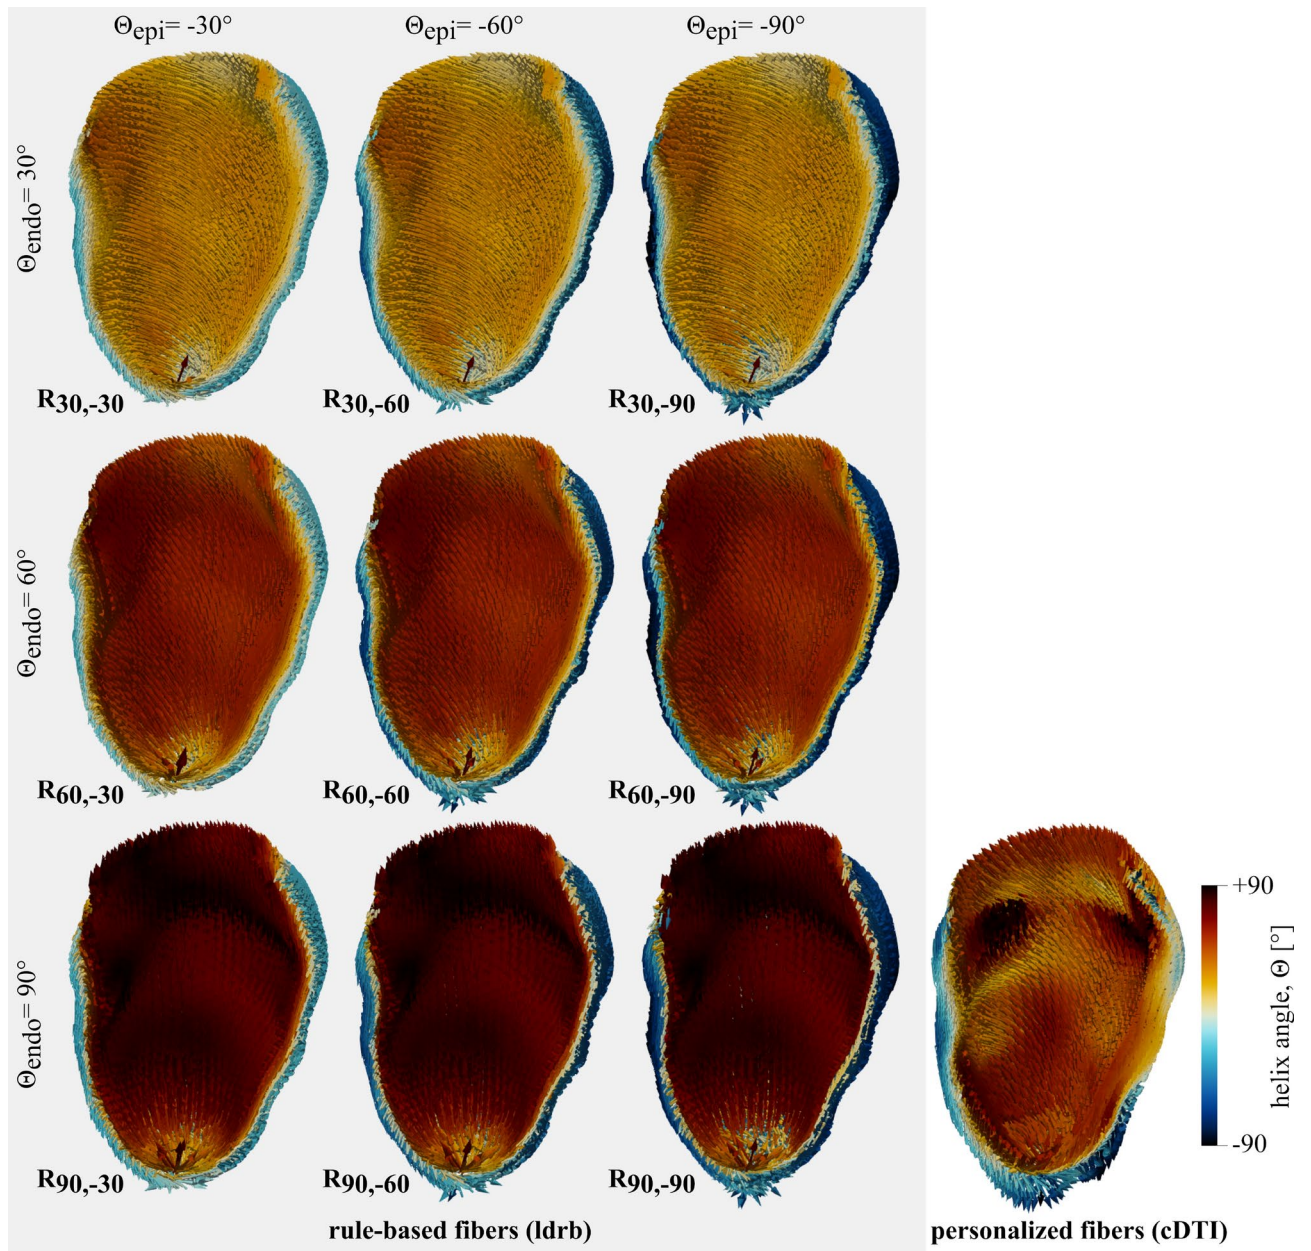 Θepi= -30°
Θepi= -60°
Θepi= -90°
Θendo= 30°
R30,-30
R30,-60
R30,-90
Θendo= 60°
R60,-30
R60,-60
R60,-90
Θendo= 90°
R90,-30
R90,-60
R90,-90
+90
helix angle, Θ [°]
-90
rule-based fibers (ldrb)
personalized fibers (cDTI)